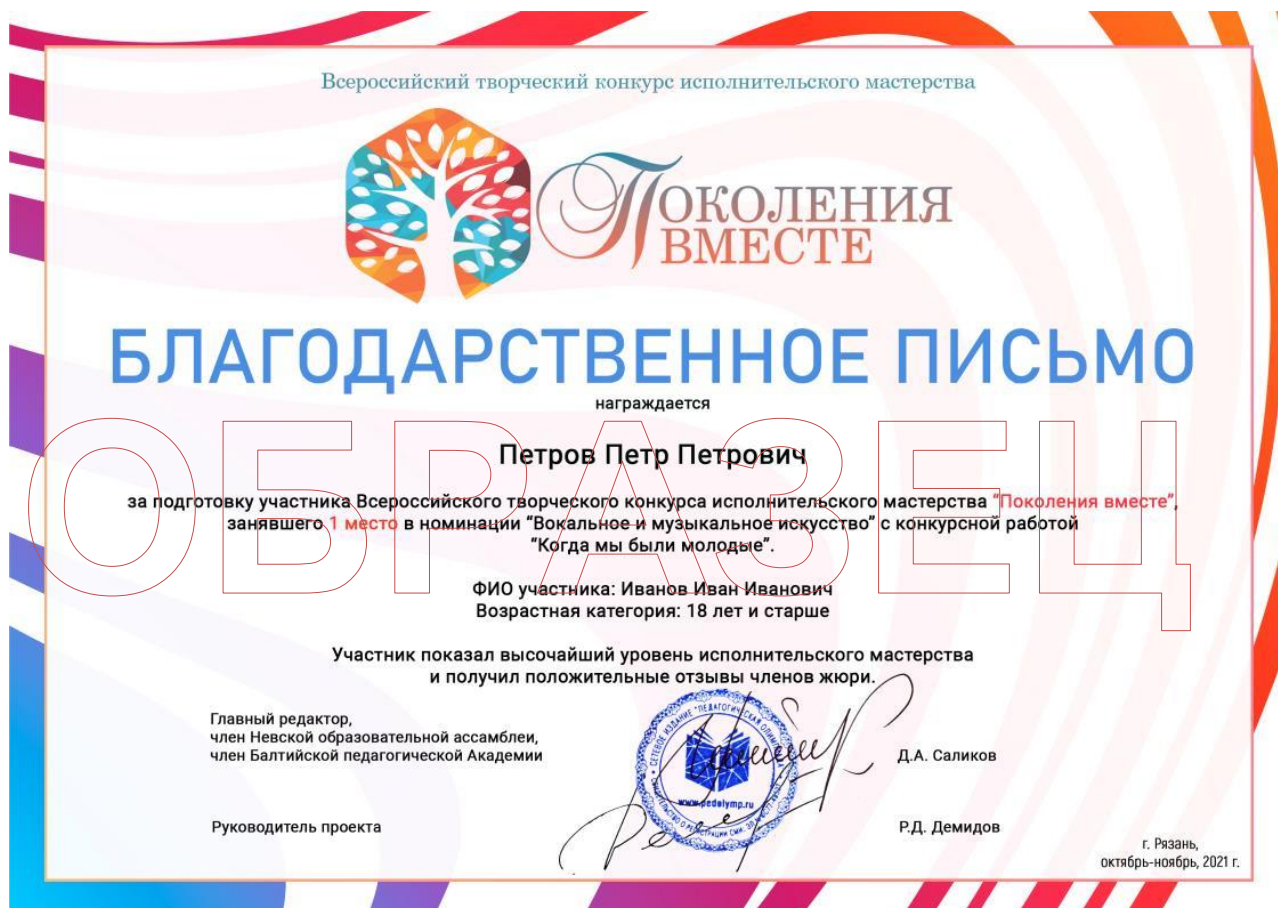 Всероссийский творческий конкурс исполнительского мастерства
Поколения
вместе
БЛАГОДАРСТВЕННОЕ ПИСЬМО
награждается
Петров Петр Петрович
за подготовку участника Всероссийского творческого конкурса исполнительского мастерства “Поколения вместе”,
занявшего 1 место в номинации “Вокальное и музыкальное искусство” с конкурсной работой
“Когда мы были молодые”.
ОБРАЗЕЦ
ФИО участника: Иванов Иван Иванович
Возрастная категория: 18 лет и старше
Участник показал высочайший уровень исполнительского мастерства
и получил положительные отзывы членов жюри.
Главный редактор,
член Невской образовательной ассамблеи,
член Балтийской педагогической Академии
Д.А. Саликов
СЕТЕВОЕ ИЗДАНИЕ "ПЕДАГОГИЧЕСКАЯ ОЛИМПИАДА"
www.pedolymp.ru
Руководитель проекта
Р.Д. Демидов
г. Рязань,
октябрь-ноябрь, 2021 г.